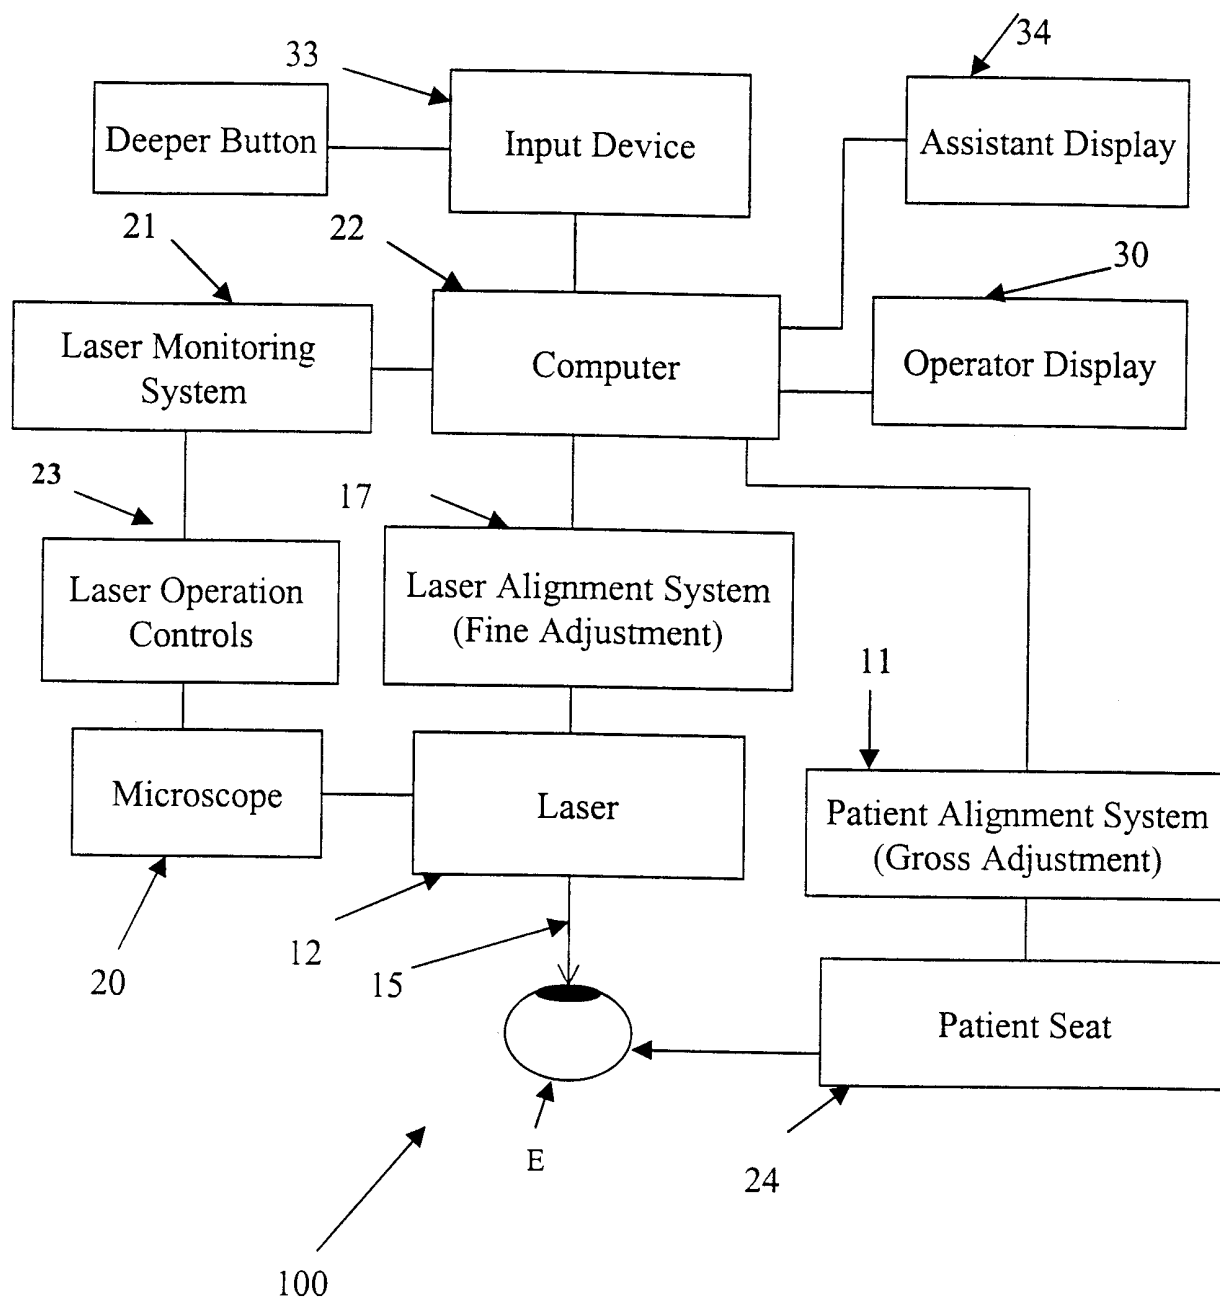 33
34
Deeper Button
Input Device
Assistant Display
21
22
30
Laser Monitoring
System
Computer
Operator Display
23
17
Laser Operation
Controls
Laser Alignment System
(Fine Adjustment)
11
Microscope
Laser
Patient Alignment System
(Gross Adjustment)
20
12
15
Patient Seat
E
24
100